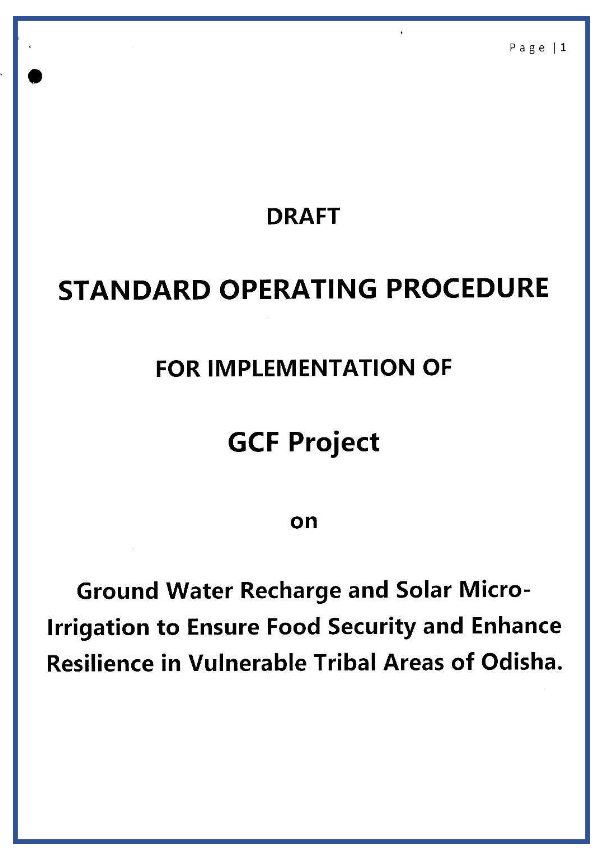 Page | 1
DRAFT
STANDARD OPERATING PROCEDURE
FOR IMPLEMENTATION OF
GCF Project
on
Ground Water Recharge and Solar Micro-
Irrigation to Ensure Food Security and Enhance
Resilience in Vulnerable Tribal Areas of Odisha.